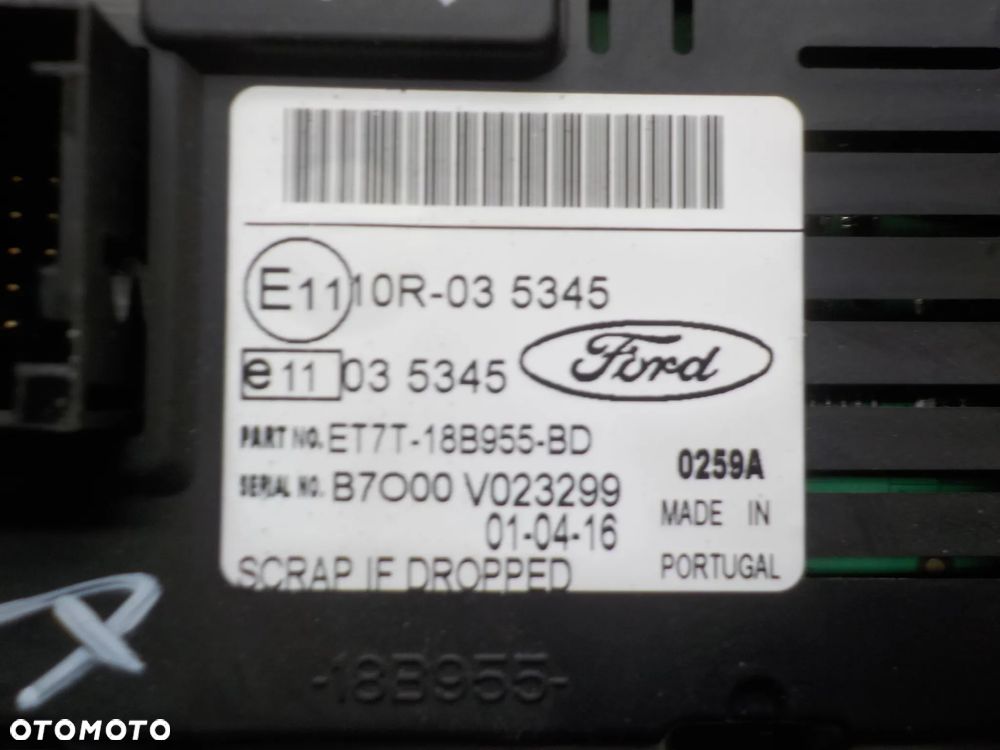 E11 10R-03 5345
e11 03 5345
Ford
PART NO. ET7T-18B955-BD
SERIAL NO. B7O00 V023299
0259A
01-04-16
MADE IN
PORTUGAL
SCRAP IF DROPPED
-18B955-
OTOMOTO